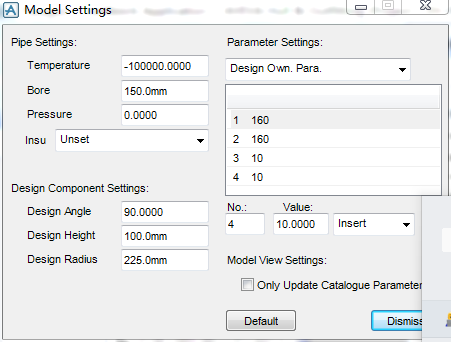 Model Settings
Pipe Settings:
Temperature -100000.0000
Bore 150.0mm
Pressure 0.0000
Insu Unset
Design Component Settings:
Design Angle 90.0000
Design Height 100.0mm
Design Radius 225.0mm
Parameter Settings:
Design Own. Para.
1 160
2 160
3 10
4 10
No.: Value:
4 10.0000 Insert
Model View Settings:
Only Update Catalogue Parameter
Default Dismiss